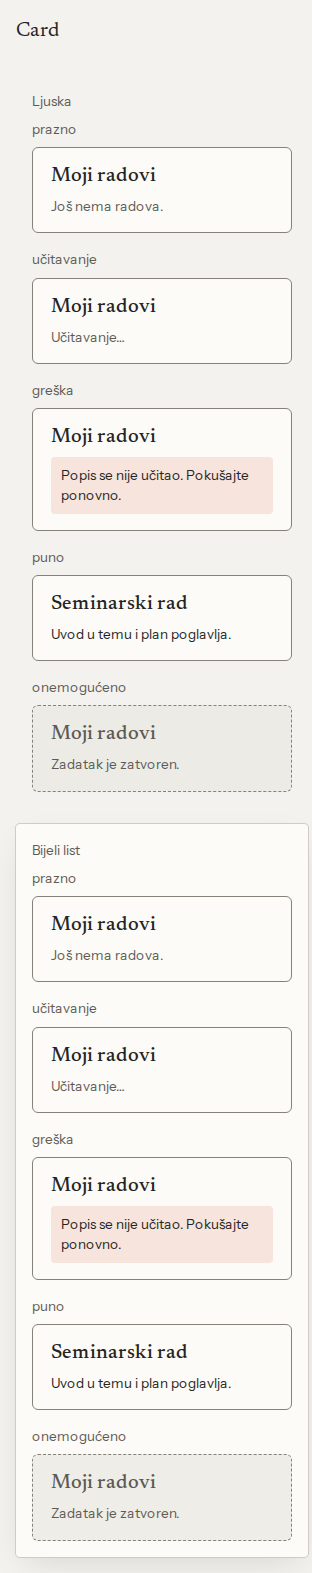 Card
Ljuska
prazno
Moji radovi
Još nema radova.
učitavanje
Moji radovi
Učitavanje…
greška
Moji radovi
Popis se nije učitao. Pokušajte
ponovno.
puno
Seminarski rad
Uvod u temu i plan poglavlja.
onemogućeno
Moji radovi
Zadatak je zatvoren.
Bijeli list
prazno
Moji radovi
Još nema radova.
učitavanje
Moji radovi
Učitavanje…
greška
Moji radovi
Popis se nije učitao. Pokušajte
ponovno.
puno
Seminarski rad
Uvod u temu i plan poglavlja.
onemogućeno
Moji radovi
Zadatak je zatvoren.